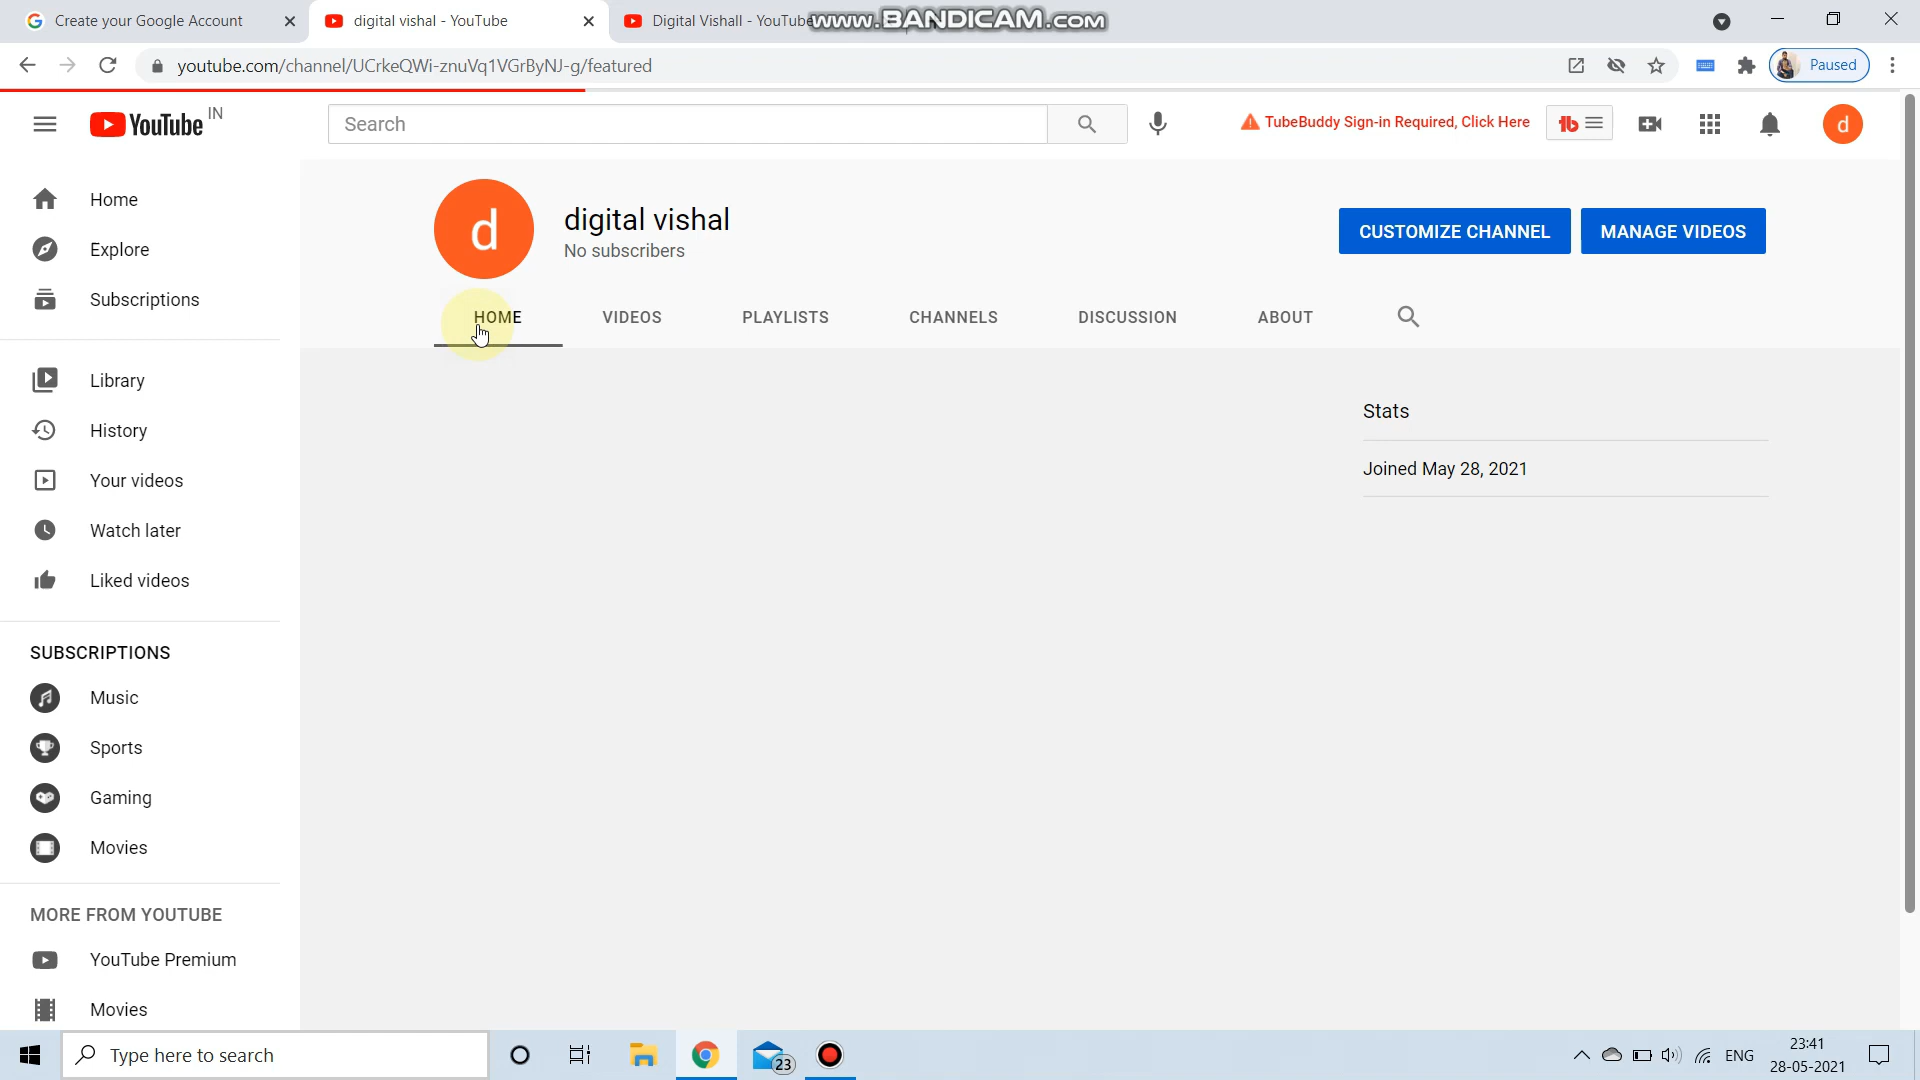 Create your Google Account
digital vishal - YouTube
Digital Vishall - YouTube
www.BANDICAM.com
youtube.com/channel/UCrkeQWi-znuVq1VGrByNJ-g/featured
Paused
YouTube IN
Search
TubeBuddy Sign-in Required, Click Here
tb
d
Home
Explore
Subscriptions
Library
History
Your videos
Watch later
Liked videos
SUBSCRIPTIONS
Music
Sports
Gaming
Movies
MORE FROM YOUTUBE
YouTube Premium
Movies
d
digital vishal
No subscribers
CUSTOMIZE CHANNEL
MANAGE VIDEOS
HOME
VIDEOS
PLAYLISTS
CHANNELS
DISCUSSION
ABOUT
Stats
Joined May 28, 2021
Type here to search
23
ENG
23:41
28-05-2021